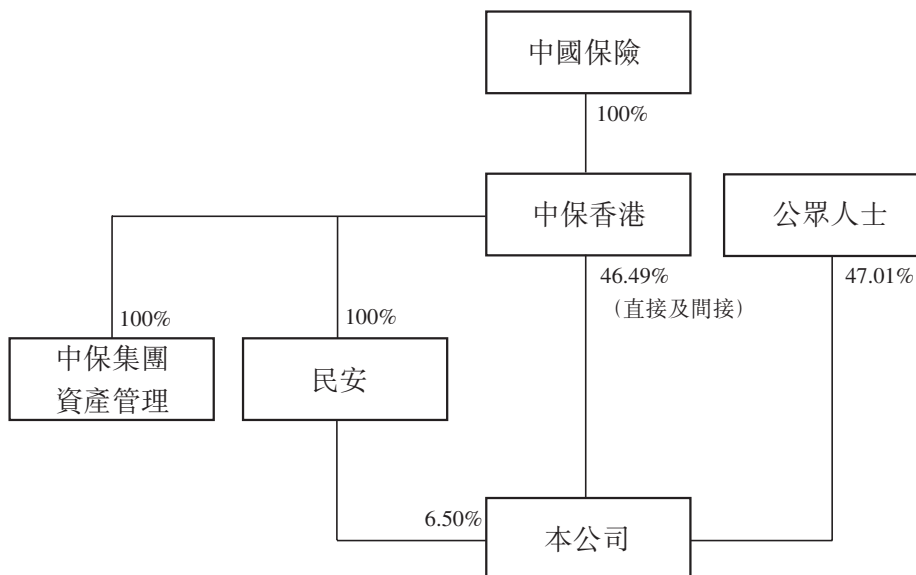 中國保險
100%
中保香港
公眾人士
46.49%
(直接及間接)
47.01%
100%
100%
中保集團
資產管理
民安
6.50%
本公司